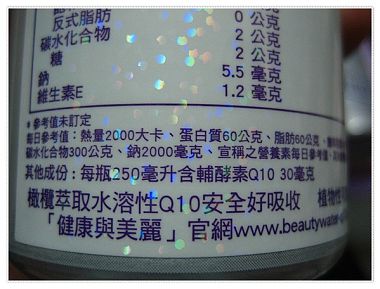 反式脂肪 0 公克
碳水化合物 2 公克
糖 2 公克
鈉 5.5 毫克
維生素E 1.2 毫克
*參考值未訂定
每日參考值：熱量2000大卡、蛋白質60公克、脂肪60公克、
碳水化合物300公克、鈉2000毫克、宣稱之營養素每日參考值
其他成份：每瓶250毫升含輔酵素Q10 30毫克
橄欖萃取水溶性Q10安全好吸收 植物性
「健康與美麗」官網www.beautywater-